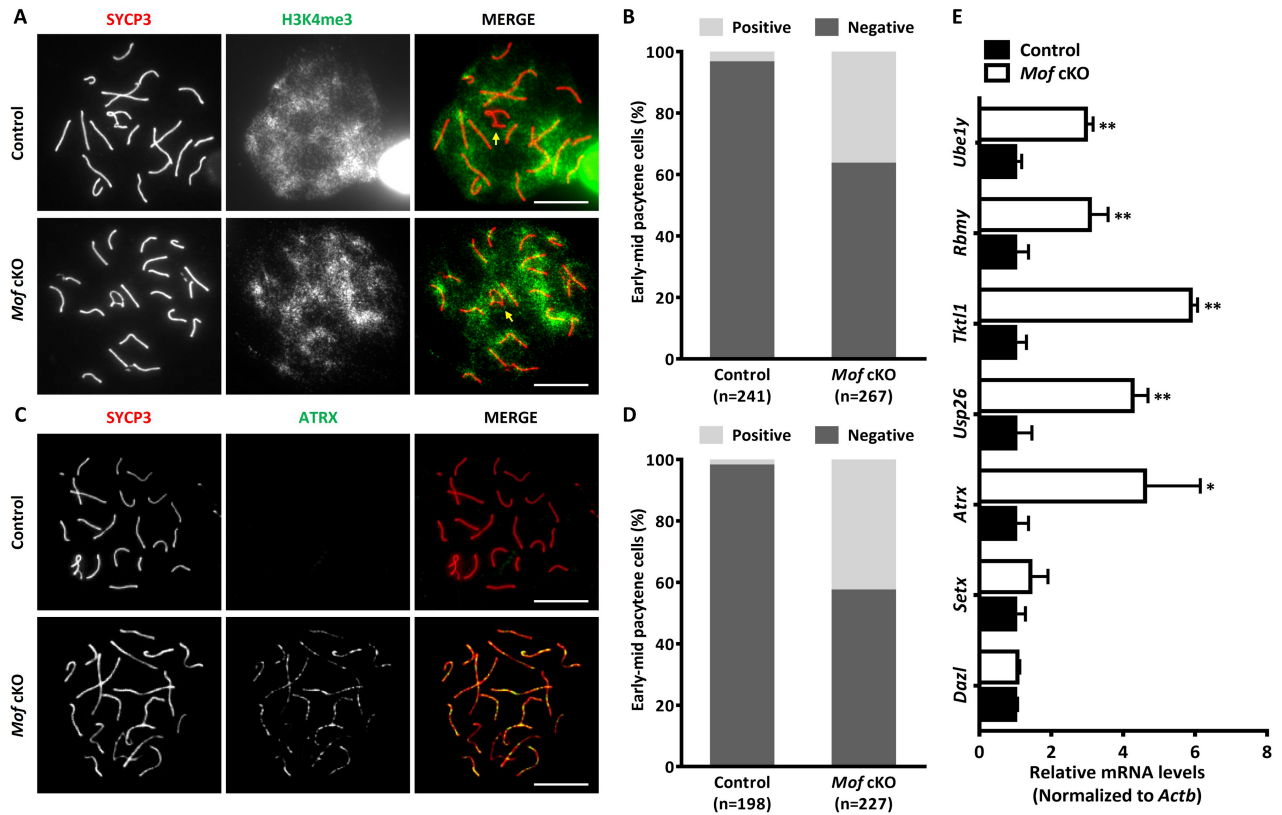 A
SYCP3
H3K4me3
MERGE
Control
Mof cKO
B
Positive
Negative
Early-mid pacytene cells (%)
100
80
60
40
20
0
Control
(n=241)
Mof cKO
(n=267)
C
SYCP3
ATRX
MERGE
Control
Mof cKO
D
Positive
Negative
Early-mid pacytene cells (%)
100
80
60
40
20
0
Control
(n=198)
Mof cKO
(n=227)
E
Control
Mof cKO
Ube1y
**
Rbmy
**
Tktl1
**
Usp26
**
Atrx
*
Setx
Dazl
0 2 4 6 8
Relative mRNA levels
(Normalized to Actb)